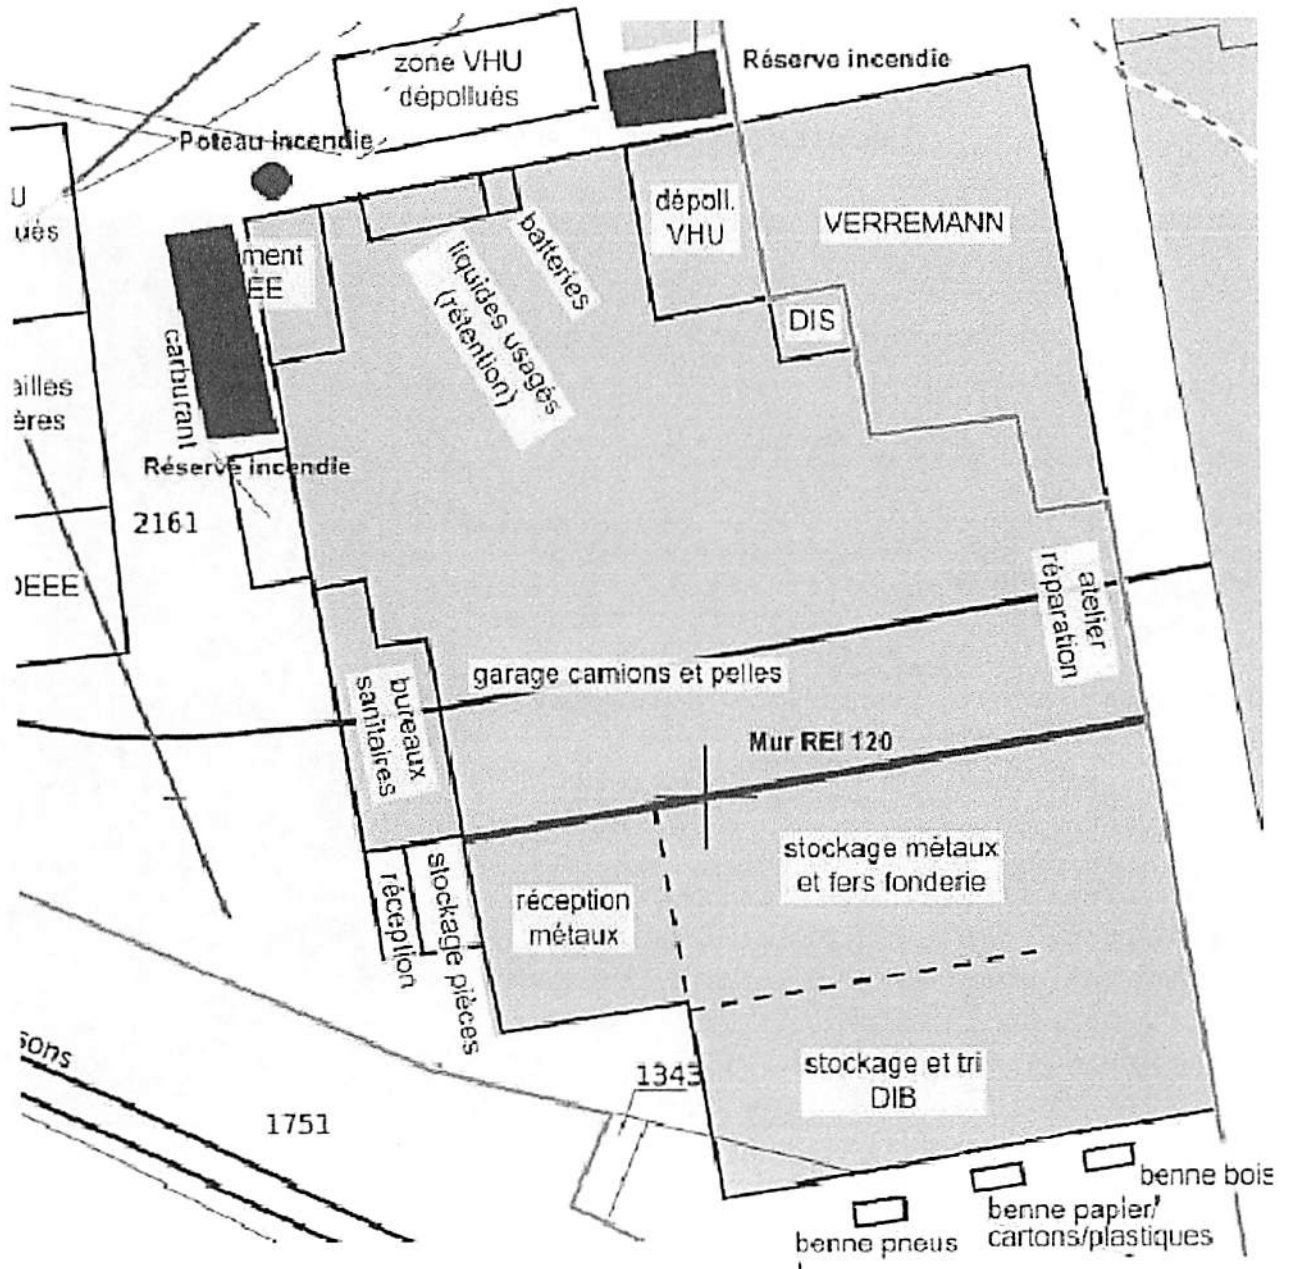 zone VHU
dépollués
Réserve incendie
Poteau incendie
U
ués
ment
EE
dépoll.
VHU
VERREMANN
batteries
liquides usagés
(rétention)
DIS
carburant
ailles
ères
Réserve incendie
2161
DEEE
atelier
réparation
garage camions et pelles
bureaux
sanitaires
Mur REI 120
stockage métaux
et fers fonderie
réception
stockage pièces
réception
métaux
sons
1751
1343
stockage et tri
DIB
benne bois
benne papier/
cartons/plastiques
benne pneus